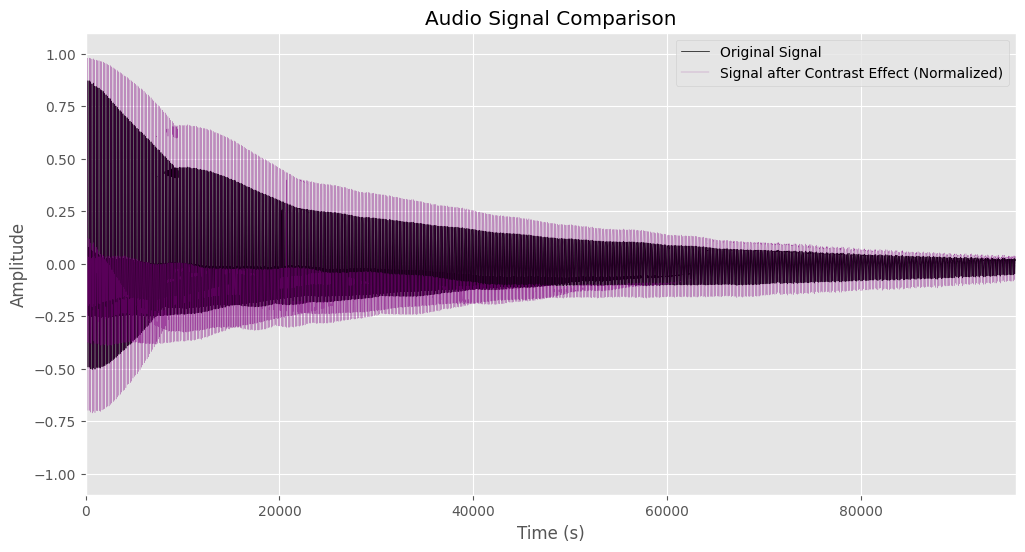 Audio Signal Comparison
Original Signal
Signal after Contrast Effect (Normalized)
1.00
0.75
0.50
0.25
0.00
−0.25
−0.50
−0.75
−1.00
Amplitude
0 20000 40000 60000 80000
Time (s)